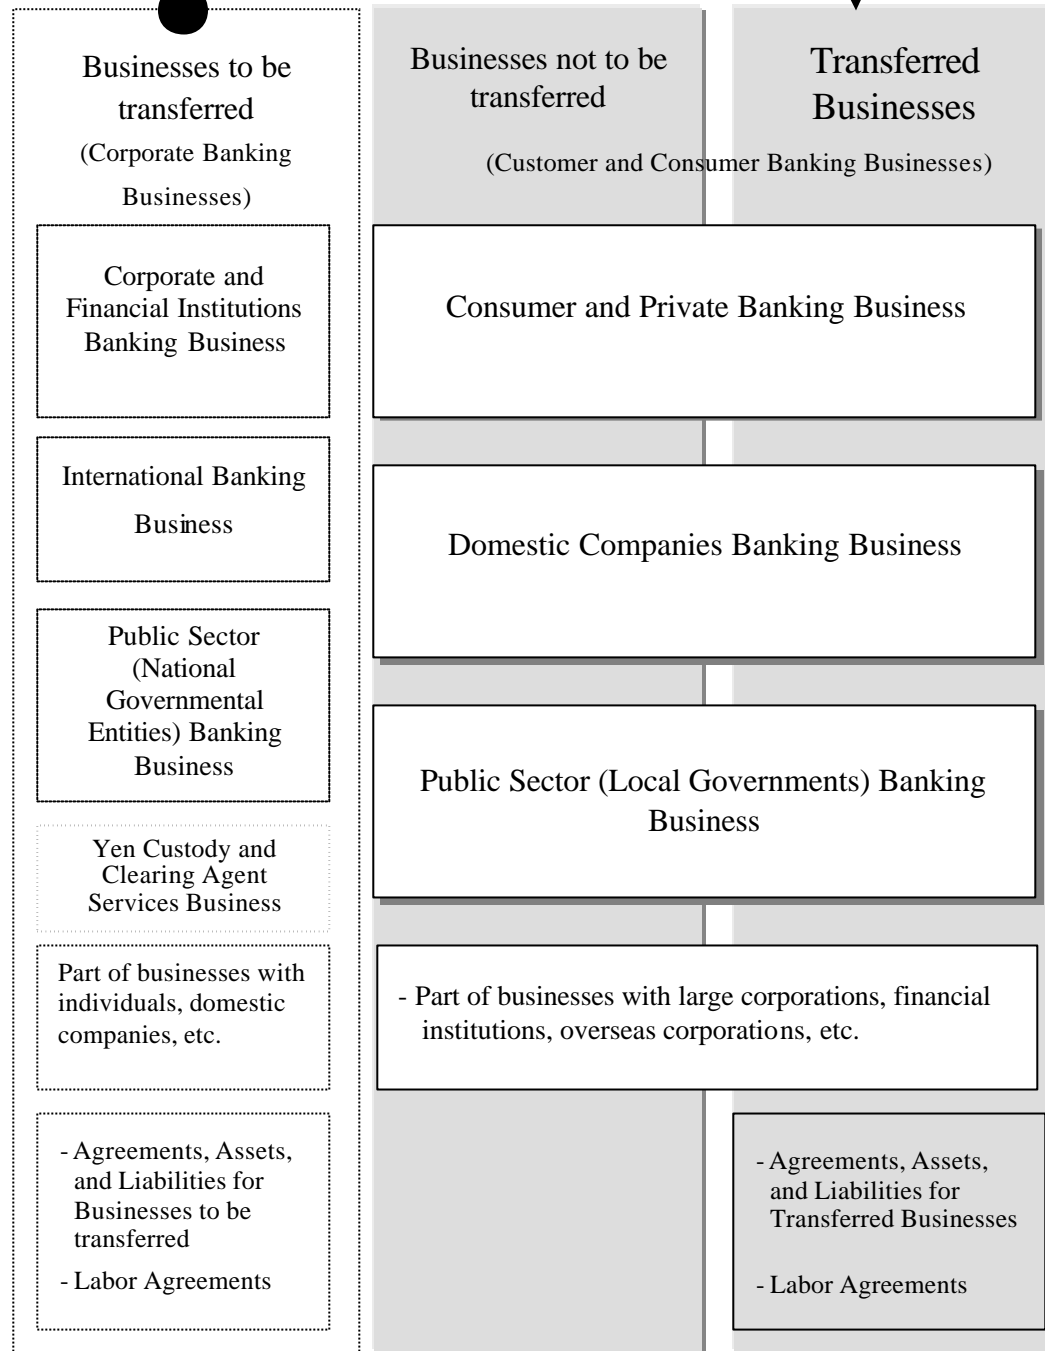 Businesses to be
transferred
(Corporate Banking
Businesses)
Businesses not to be
transferred
Transferred
Businesses
(Customer and Consumer Banking Businesses)
Corporate and
Financial Institutions
Banking Business
Consumer and Private Banking Business
International Banking
Business
Domestic Companies Banking Business
Public Sector
(National
Governmental
Entities) Banking
Business
Public Sector (Local Governments) Banking
Business
Yen Custody and
Clearing Agent
Services Business
Part of businesses with
individuals, domestic
companies, etc.
- Part of businesses with large corporations, financial
institutions, overseas corporations, etc.
- Agreements, Assets,
and Liabilities for
Businesses to be
transferred
- Labor Agreements
- Agreements, Assets,
and Liabilities for
Transferred Businesses
- Labor Agreements